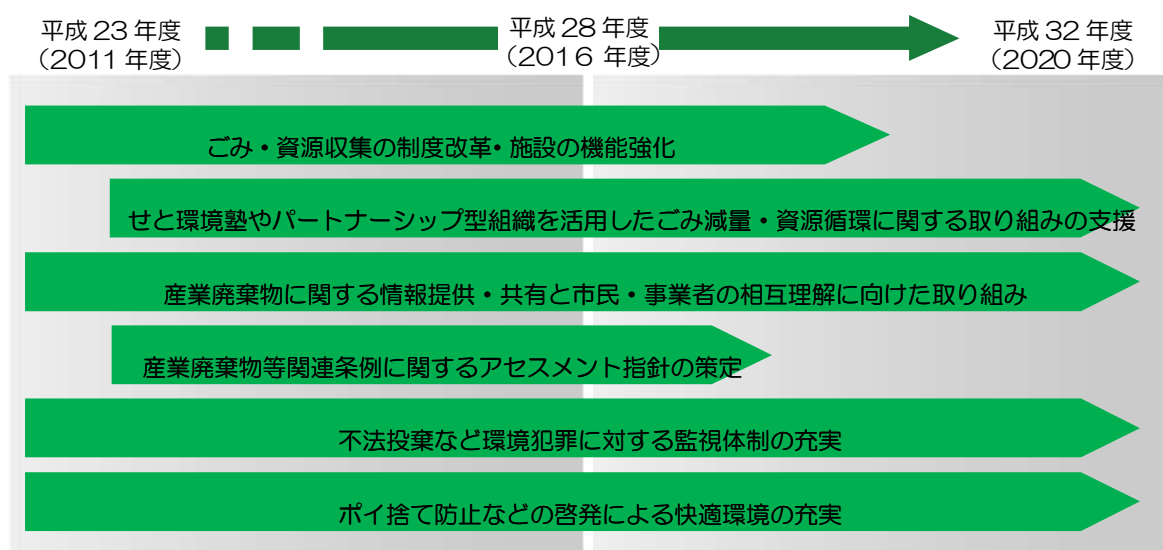 平成 23 年度
（2011 年度）
平成 28 年度
（2016 年度）
平成 32 年度
（2020 年度）
ごみ・資源収集の制度改革・施設の機能強化
せと環境塾やパートナーシップ型組織を活用したごみ減量・資源循環に関する取り組みの支援
産業廃棄物に関する情報提供・共有と市民・事業者の相互理解に向けた取り組み
産業廃棄物等関連条例に関するアセスメント指針の策定
不法投棄など環境犯罪に対する監視体制の充実
ポイ捨て防止などの啓発による快適環境の充実